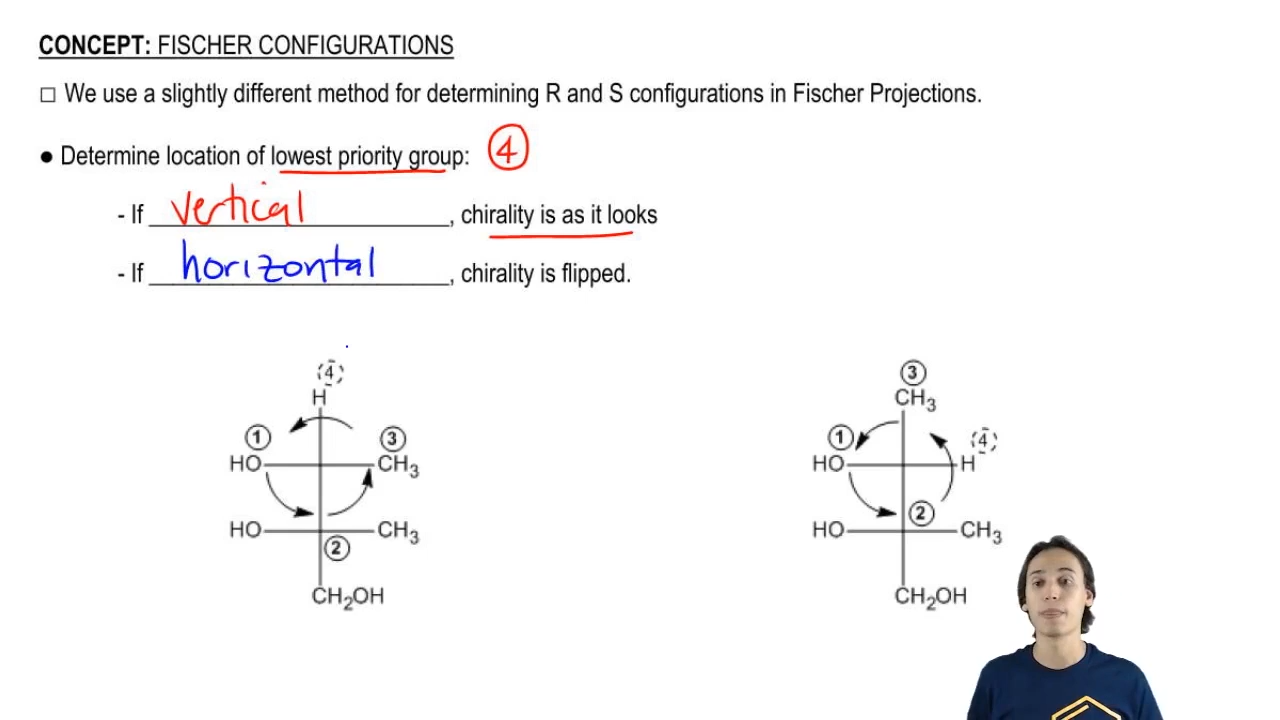 CONCEPT: FISCHER CONFIGURATIONS
□ We use a slightly different method for determining R and S configurations in Fischer Projections.
● Determine location of lowest priority group: ④
- If vertical, chirality is as it looks
- If horizontal, chirality is flipped.
(4) ③
H CH₃
① ③ ① (4)
HO CH₃ HO H
②
HO CH₃ HO CH₃
②
CH₂OH CH₂OH